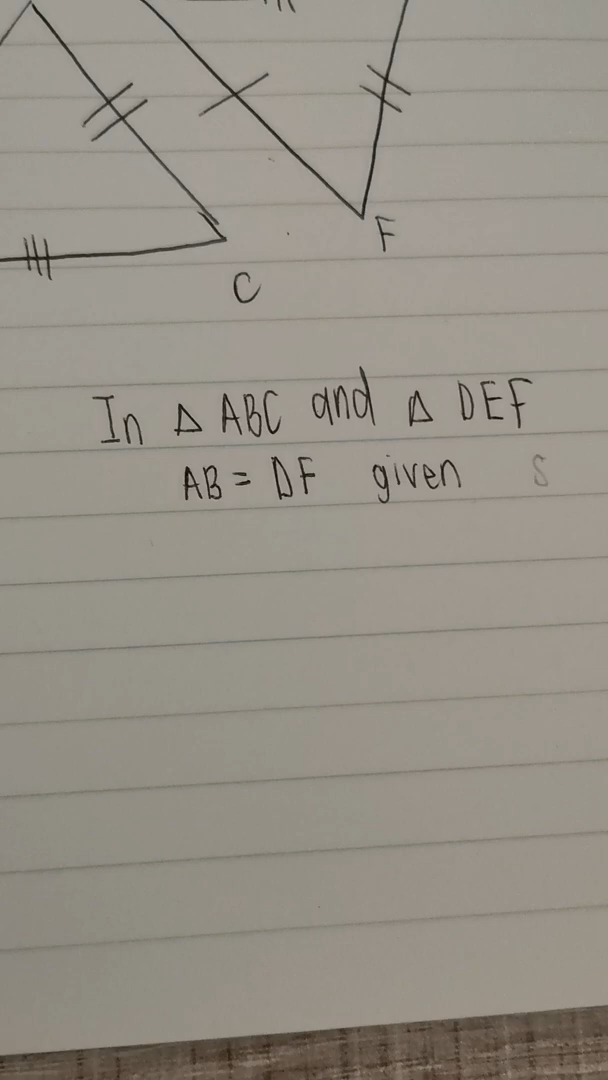 F
C
In △ ABC and △ DEF
AB = DF given S